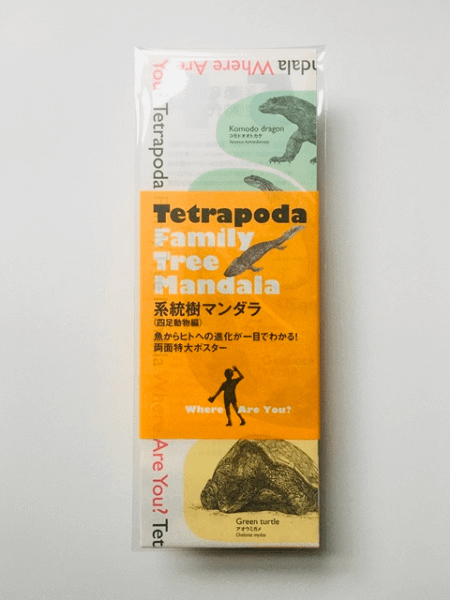 ndala Where Are
You? Tetrapoda
Komodo dragon
コモドオオトカゲ
Varanus komodoensis
Tetrapoda
Family
Tree
Mandala
系統樹マンダラ
(四足動物編)
魚からヒトへの進化が一目でわかる!
両面特大ポスター
Where Are You?
Are You? Tet
Green turtle
アオウミガメ
Chelonia mydas